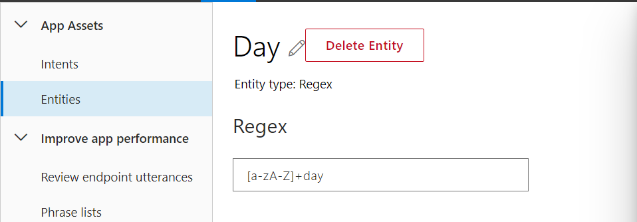 App Assets
Intents
Entities
Improve app performance
Review endpoint utterances
Phrase lists
Day
Delete Entity
Entity type: Regex
Regex
[a-zA-Z]+day